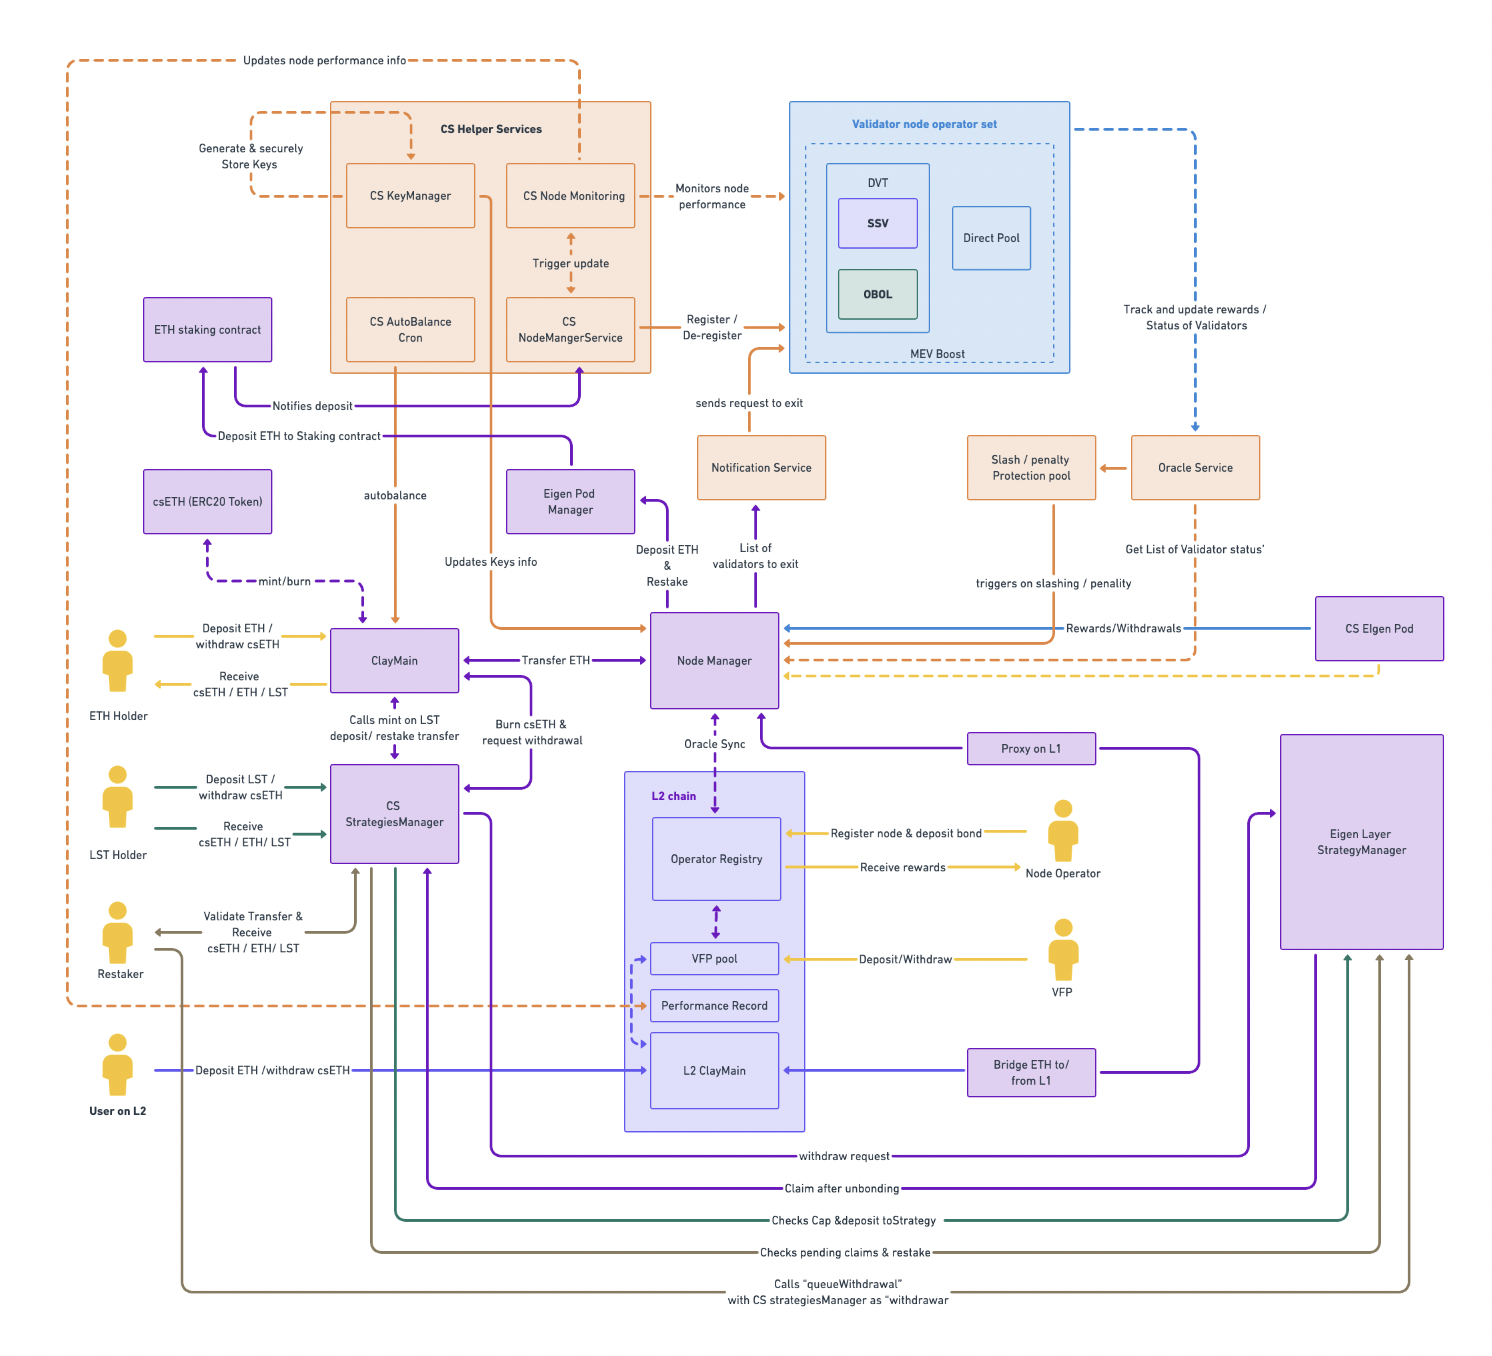 Updates node performance info
CS Helper Services
Validator node operator set
Generate & securely
Store Keys
CS KeyManager
CS Node Monitoring
Monitors node
performance
DVT
SSV
Direct Pool
OBOL
MEV Boost
Trigger update
ETH staking contract
CS AutoBalance
Cron
CS
NodeMangerService
Register /
De-register
Track and update rewards /
Status of Validators
Notifies deposit
sends request to exit
Deposit ETH to Staking contract
csETH (ERC20 Token)
autobalance
Eigen Pod
Manager
Notification Service
Slash / penalty
Protection pool
Oracle Service
Updates Keys info
Deposit ETH
&
Restake
List of
validators to exit
Get List of Validator status’
mint/burn
triggers on slashing / penality
Deposit ETH /
withdraw csETH
ClayMain
Transfer ETH
Node Manager
Rewards/Withdrawals
CS EIgen Pod
Receive
csETH / ETH / LST
ETH Holder
Calls mint on LST
deposit/ restake transfer
Burn csETH &
request withdrawal
Oracle Sync
Proxy on L1
Deposit LST /
withdraw csETH
CS
StrategiesManager
L2 chain
Receive
csETH / ETH/ LST
LST Holder
Operator Registry
Register node & deposit bond
Receive rewards
Node Operator
Eigen Layer
StrategyManager
Validate Transfer &
Receive
csETH / ETH/ LST
Restaker
VFP pool
Deposit/Withdraw
VFP
Performance Record
Deposit ETH /withdraw csETH
L2 ClayMain
Bridge ETH to/
from L1
User on L2
withdraw request
Claim after unbonding
Checks Cap &deposit toStrategy
Checks pending claims & restake
Calls “queueWithdrawal”
with CS strategiesManager as “withdrawar